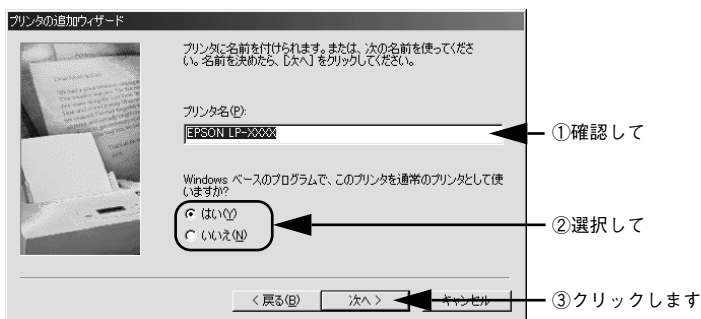 プリンタの追加ウィザード
プリンタに名前を付けられます。または、次の名前を使ってくださ
い。名前を決めたら、[次へ] をクリックしてください。
プリンタ名(P):
EPSON LP-XXXX
①確認して
Windows ベースのプログラムで、このプリンタを通常のプリンタとして使
いますか?
はい(Y)
いいえ(N)
②選択して
< 戻る(B)
次へ >
キャンセル
③クリックします